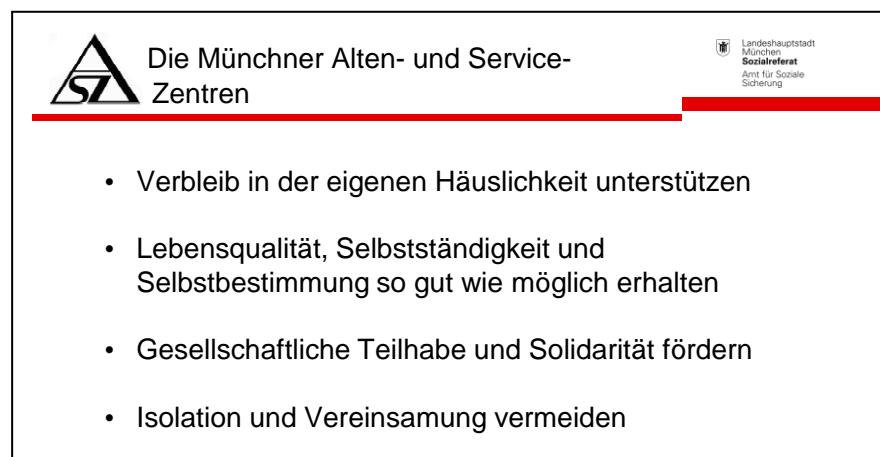 ASZ
Die Münchner Alten- und Service-
Zentren
Landeshauptstadt
München
Sozialreferat
Amt für Soziale
Sicherung
• Verbleib in der eigenen Häuslichkeit unterstützen
• Lebensqualität, Selbstständigkeit und
Selbstbestimmung so gut wie möglich erhalten
• Gesellschaftliche Teilhabe und Solidarität fördern
• Isolation und Vereinsamung vermeiden